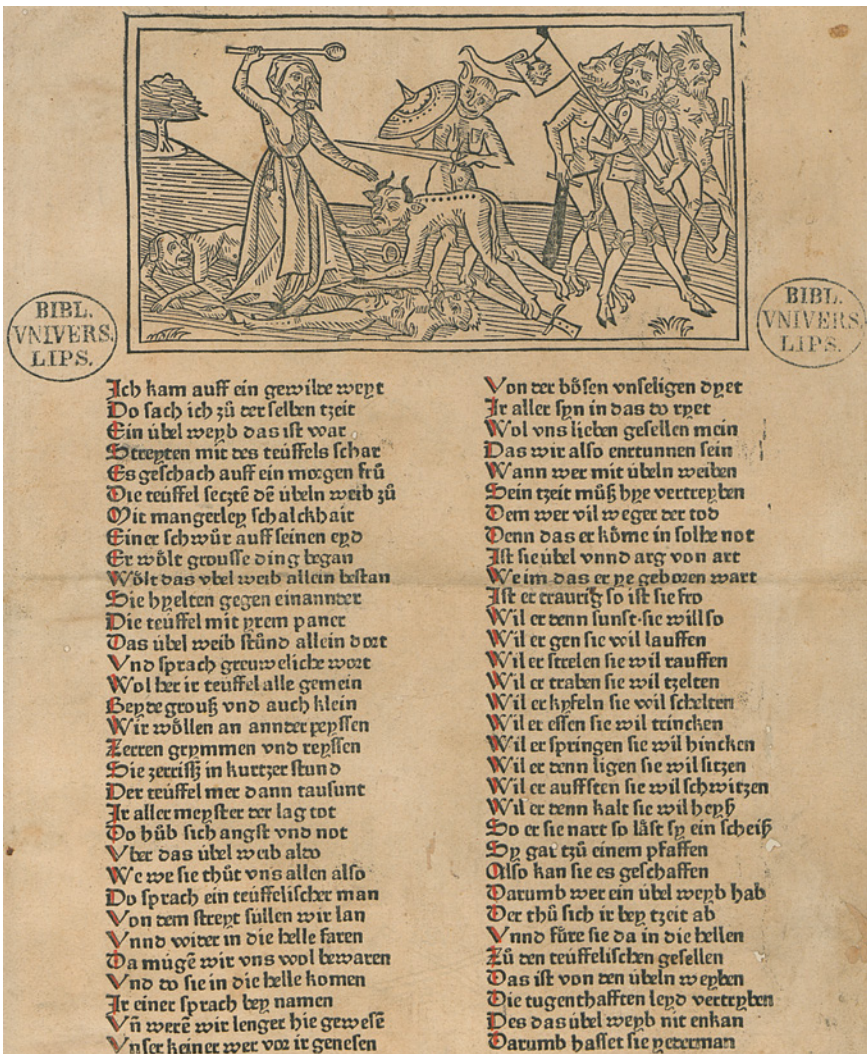 BIBL.
VNIVERS.
LIPS.
BIBL.
VNIVERS.
LIPS.
Ich kam auff ein gewilde weyt
Do sach ich zů der selben tzeit
Ein übel weyb das ist war
Streyten mit des teüffels schar
Es geschach auff ein morgen frů
Die teüffel secztē dē übeln weib zů
Mit mangerley schalckhait
Einer schwůr auff seinen eyd
Er wölt grousse ding began
Wölt das vbel weib allein bestan
Sie hyelten gegen einannder
Die teüffel mit yrem paner
Das übel weib stůnd allein dort
Vnd sprach greuweliche wort
Wol her ir teuffel alle gemein
Beyde grouß vnd auch klein
Wir wöllen an annder peyssen
Zerren grymmen vnd reyssen
Sie zerriß in kurtzer stund
Der teüffel mer dann tausunt
Ir aller meyster der lag tot
Do hůb sich angst vnd not
Vber das übel weib aldo
We we sie thůt vns allen also
Do sprach ein teüffelischer man
Von dem streyt süllen wir lan
Vnnd wider in die helle faren
Da mügē wir vns wol bewaren
Vnd do sie in die helle komen
Ir einer sprach bey namen
Vn̄ werē wir lenger hie gewesē
Vnser keiner wer vor ir genesen
Von der bösen vnseligen dyet
Ir aller syn in das do ryet
Wol vns lieben gesellen mein
Das wir also enrtunnen sein
Wann wer mit übeln weiben
Sein tzeit můß hye vertreyben
Dem wer vil weger der tod
Denn das er köme in solhe not
Ist sie übel vnnd arg von art
We im das er ye geboren wart
Ist er traurig so ist sie fro
Wil er denn sunst·sie will so
Wil er gen sie wil lauffen
Wil er strelen sie wil rauffen
Wil er traben sie wil tzelten
Wil er kyfeln sie wil schelten
Wil er essen sie wil trincken
Wil er springen sie wil hincken
Wil er denn ligen sie wil sitzen
Wil er auffsten sie wil schwitzen
Wil er denn kalt sie wil heyß
So er sie nart so läst sy ein scheiß
Sy gat tzů einem pfaffen
Also kan sie es geschaffen
Darumb wer ein übel weyb hab
Der thů sich ir bey tzeit ab
Vnnd füre sie da in die hellen
Zů den teüffelischen gesellen
Das ist von den übeln weyben
Die tugenthafften leyd vertreyben
Des das übel weyb nit enkan
Darumb hasset sie yederman